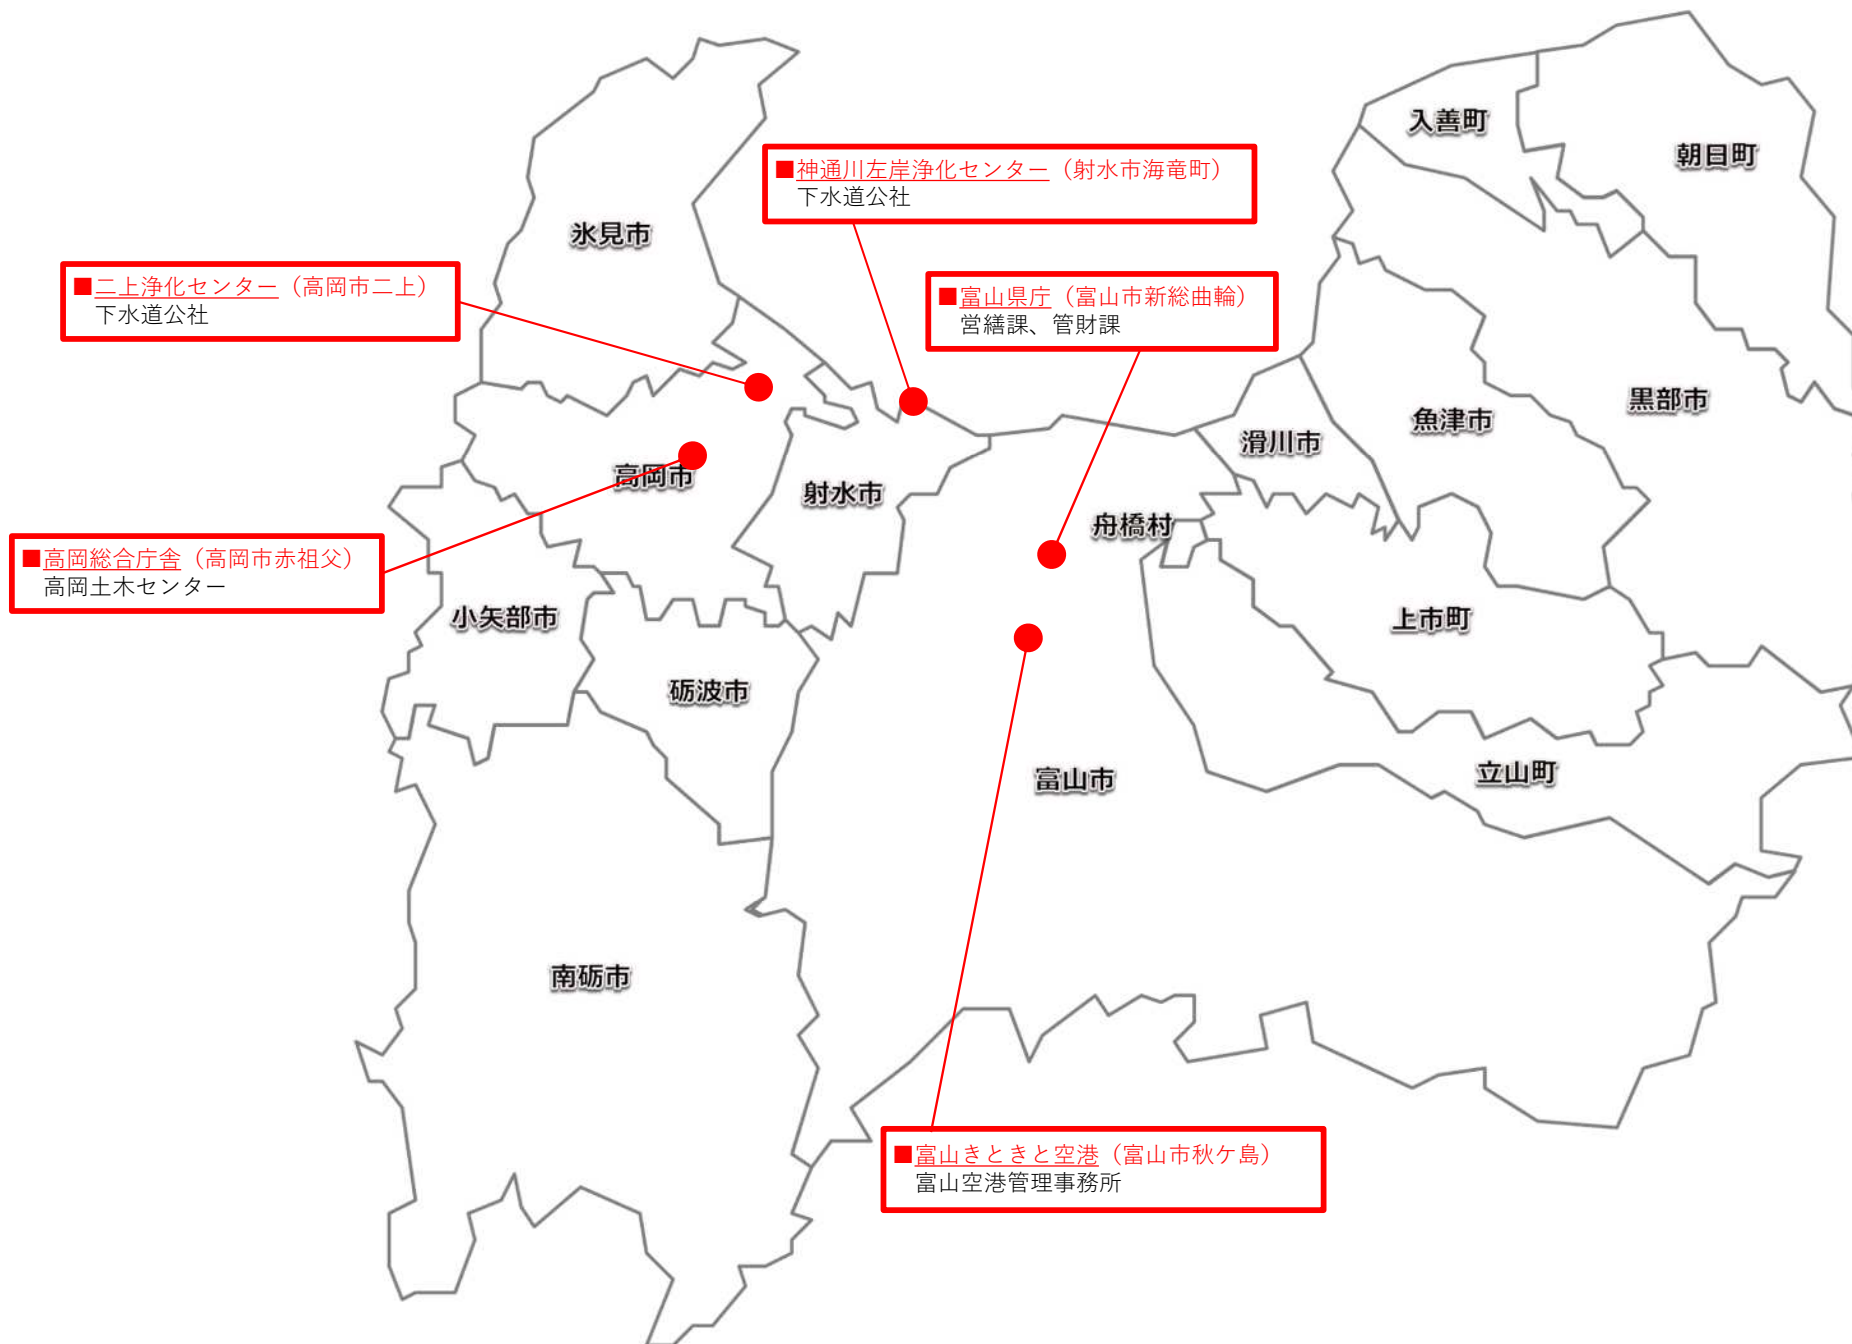 入善町
朝日町
■神通川左岸浄化センター（射水市海竜町）
下水道公社
氷見市
■二上浄化センター（高岡市二上）
下水道公社
■富山県庁（富山市新総曲輪）
営繕課、管財課
黒部市
魚津市
滑川市
高岡市
射水市
舟橋村
■高岡総合庁舎（高岡市赤祖父）
高岡土木センター
小矢部市
上市町
砺波市
立山町
富山市
南砺市
■富山きときと空港（富山市秋ケ島）
富山空港管理事務所